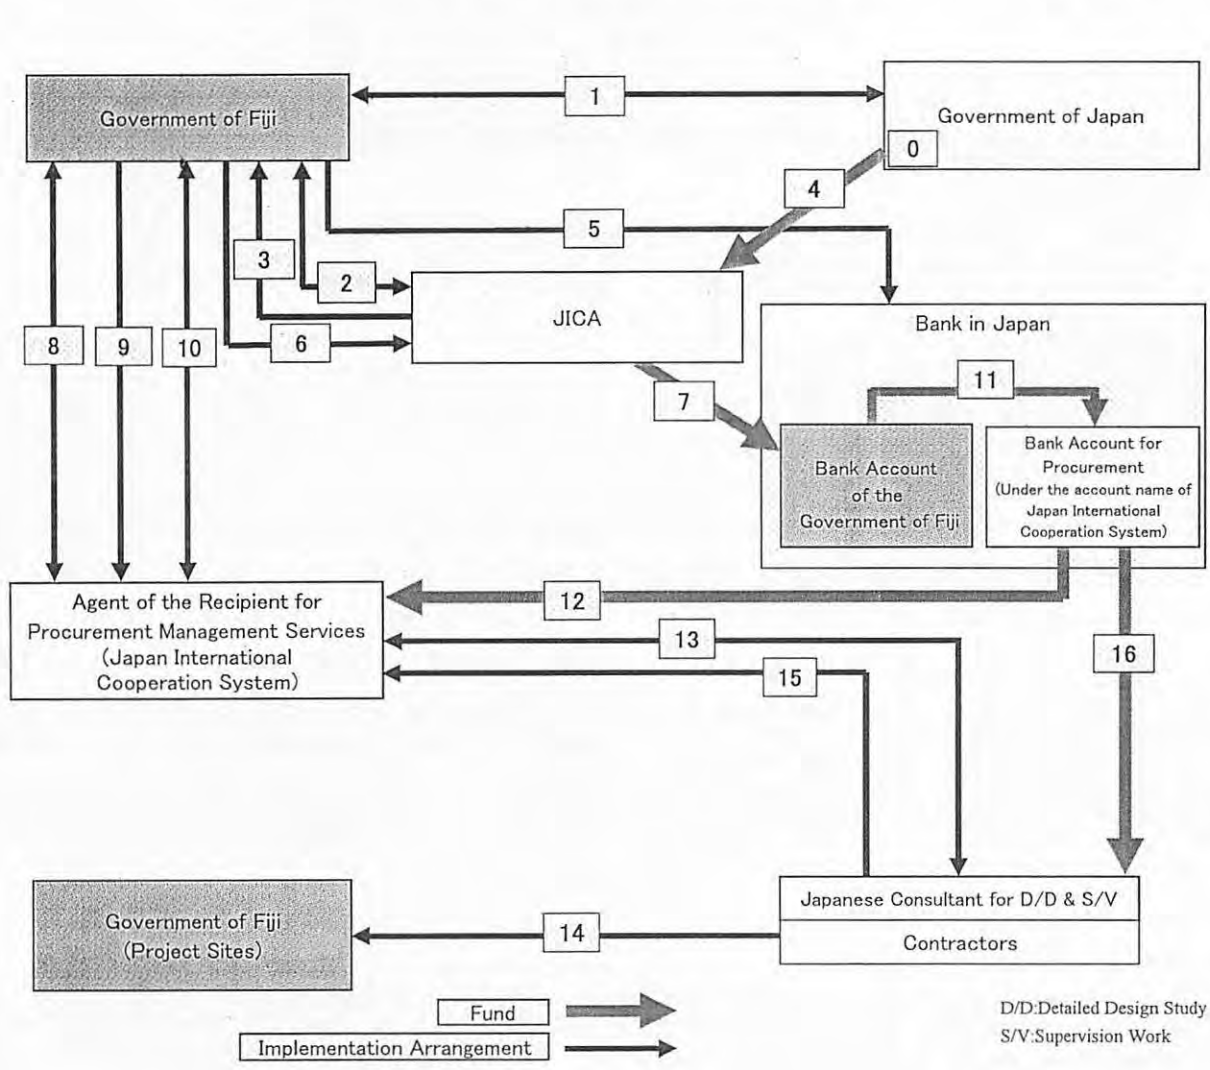 1
Government of Fiji
Government of Japan
0
4
5
3
2
JICA
Bank in Japan
8
9
10
6
11
7
Bank Account
of the
Government of Fiji
Bank Account for
Procurement
(Under the account name of
Japan International
Cooperation System)
12
Agent of the Recipient for
Procurement Management Services
(Japan International
Cooperation System)
13
15
16
Japanese Consultant for D/D & S/V
Contractors
Government of Fiji
(Project Sites)
14
Fund
Implementation Arrangement
D/D:Detailed Design Study
S/V:Supervision Work